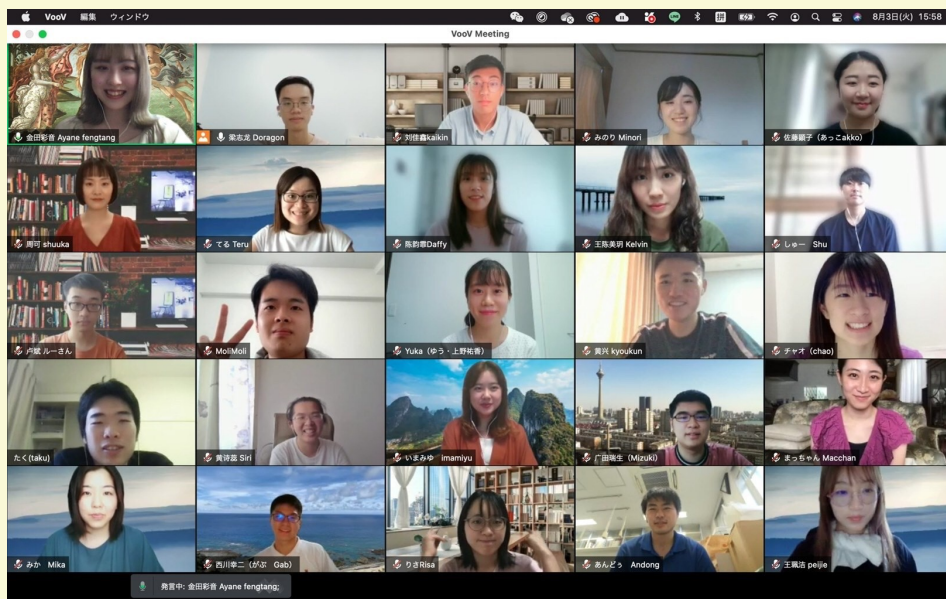 VooV 編集 ウィンドウ
拼
8月3日(火) 15:58
VooV Meeting
金田彩音 Ayane fengtang
梁志龙 Doragon
刘佳鑫kaikin
みのり Minori
佐藤顕子（あっこakko）
周可 shuuka
てる Teru
陈韵霏Daffy
王陈美玥 Kelvin
しゅー Shu
卢赋 ルーさん
MoliMoli
Yuka（ゆう・上野祐香）
黄兴 kyoukun
チャオ（chao）
たく(taku)
黄诗蕊 Siri
いまみゆ imamiyu
广田瑞生（Mizuki）
まっちゃん Macchan
みか Mika
西川幸二（がぶ Gab）
りさRisa
あんどぅ Andong
王珮洁 peijie
発言中: 金田彩音 Ayane fengtang;